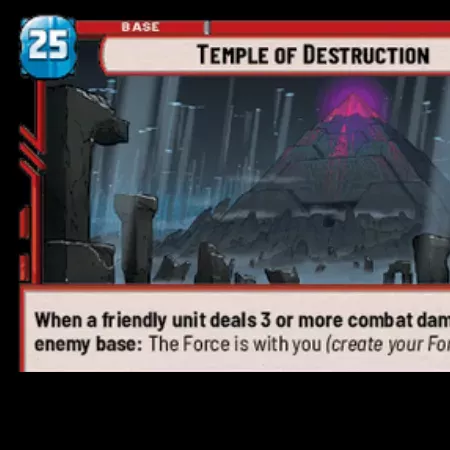 BASE
25
TEMPLE OF DESTRUCTION
When a friendly unit deals 3 or more combat dam
enemy base: The Force is with you (create your For